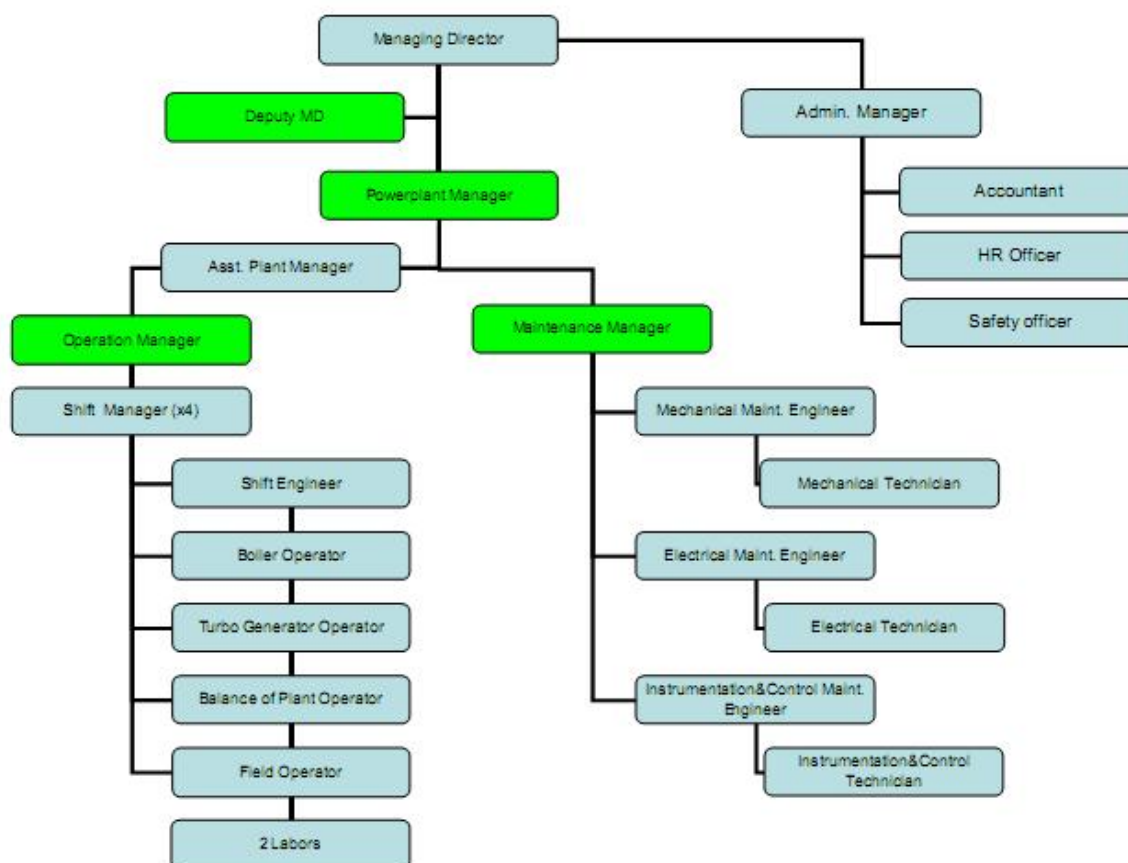 Managing Director
Deputy MD
Admin. Manager
Powerplant Manager
Accountant
Asst. Plant Manager
HR Officer
Operation Manager
Maintenance Manager
Safety officer
Shift Manager (x4)
Mechanical Maint. Engineer
Shift Engineer
Mechanical Technician
Boiler Operator
Electrical Maint. Engineer
Turbo Generator Operator
Electrical Technician
Balance of Plant Operator
Instrumentation&Control Maint.
Engineer
Field Operator
Instrumentation&Control
Technician
2 Labors